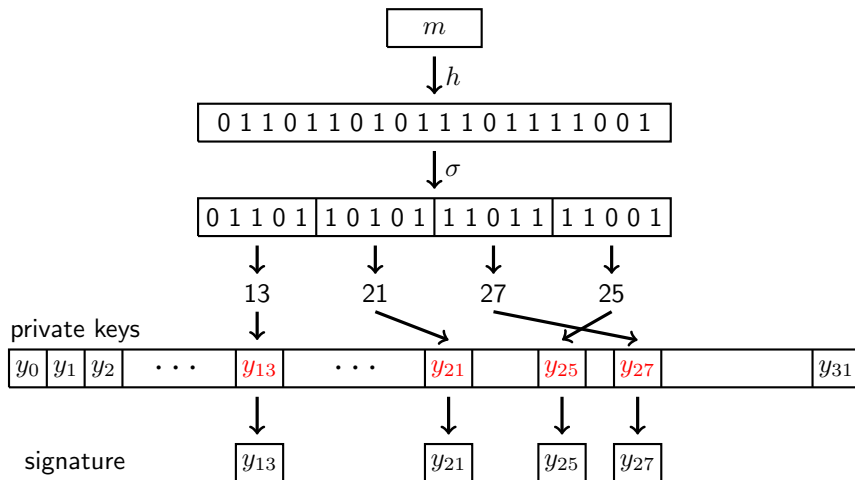 m
h
0 1 1 0 1 1 0 1 0 1 1 1 0 1 1 1 1 0 0 1
σ
0 1 1 0 1 1 0 1 0 1 1 1 0 1 1 1 1 0 0 1
13 21 27 25
private keys
y0 y1 y2 · · · y13 · · · y21 y25 y27 y31
signature y13 y21 y25 y27